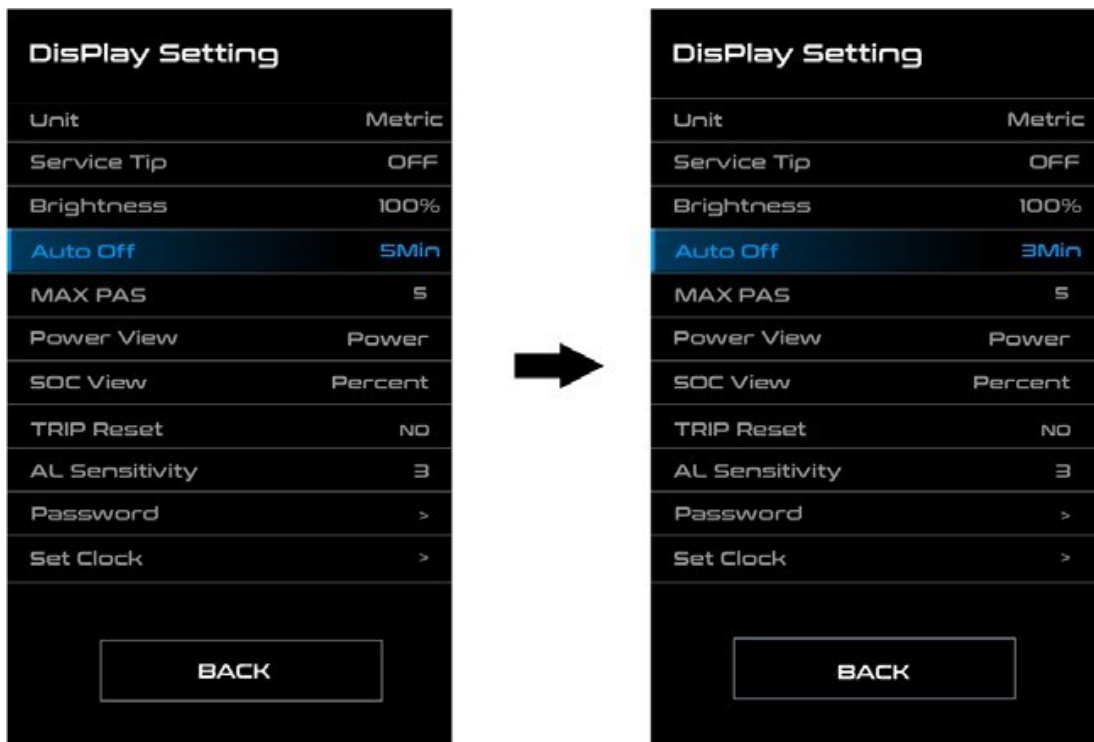 DisPlay Setting
Unit Metric
Service Tip OFF
Brightness 100%
Auto Off 5Min
MAX PAS 5
Power View Power
SOC View Percent
TRIP Reset NO
AL Sensitivity 3
Password >
Set Clock >
BACK
DisPlay Setting
Unit Metric
Service Tip OFF
Brightness 100%
Auto Off 3Min
MAX PAS 5
Power View Power
SOC View Percent
TRIP Reset NO
AL Sensitivity 3
Password >
Set Clock >
BACK